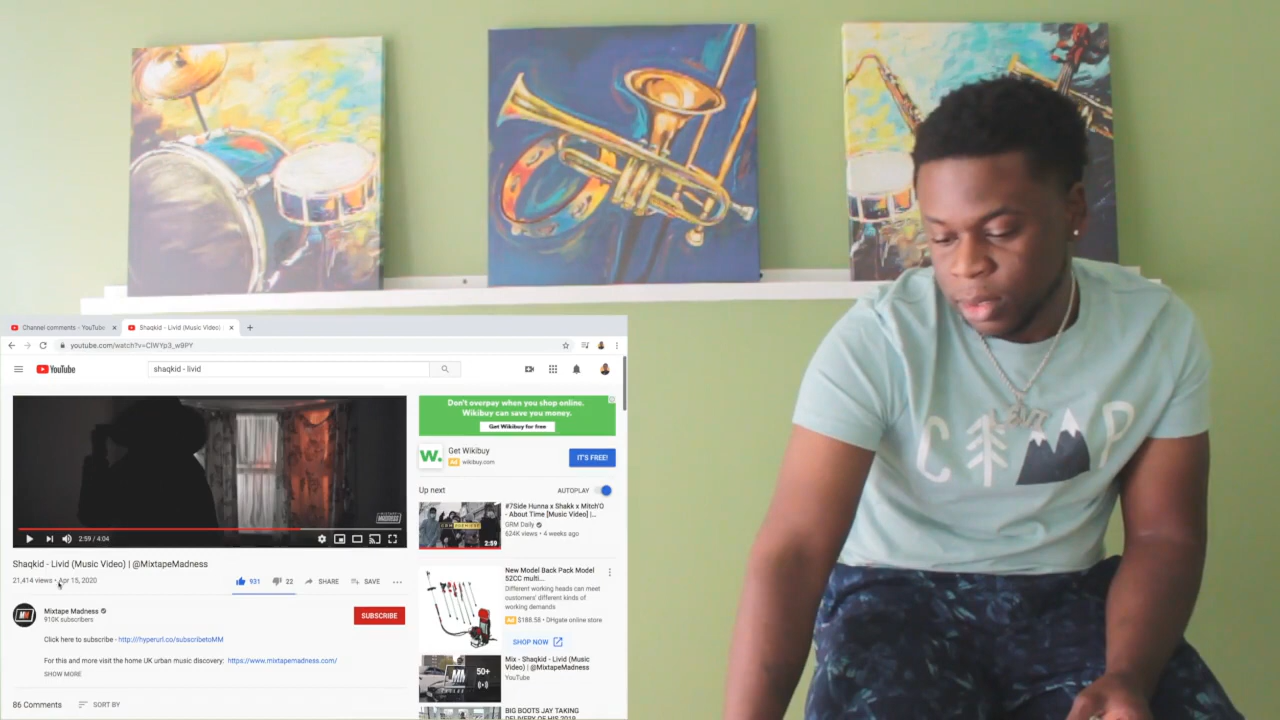 Channel comments - YouTube
Shaqkid - Livid (Music Video)
youtube.com/watch?v=CIWYp3_w9PY
YouTube
shaqkid - livid
Don't overpay when you shop online.
Wikibuy can save you money.
Get Wikibuy for free
W.
Get Wikibuy
Ad wikibuy.com
IT'S FREE!
Up next
AUTOPLAY
MADNESS
2:59 / 4:04
#7Side Hunna x Shakk x Mitch'O
- About Time [Music Video] |...
GRM Daily
624K views • 4 weeks ago
2:59
Shaqkid - Livid (Music Video) | @MixtapeMadness
21,414 views • Apr 15, 2020
931
22
SHARE
SAVE
New Model Back Pack Model
52CC multi...
Different working heads can meet
customers' different kinds of
working demands
Ad $188.58 • DHgate online store
SHOP NOW
Mixtape Madness
910K subscribers
SUBSCRIBE
Click here to subscribe - http://hyperurl.co/subscribetoMM
For this and more visit the home UK urban music discovery: https://www.mixtapemadness.com/
SHOW MORE
Mix - Shaqkid - Livid (Music
Video) | @MixtapeMadness
YouTube
50+
86 Comments
SORT BY
BIG BOOTS JAY TAKING
DELIVERY OF HIS 2019
C M P